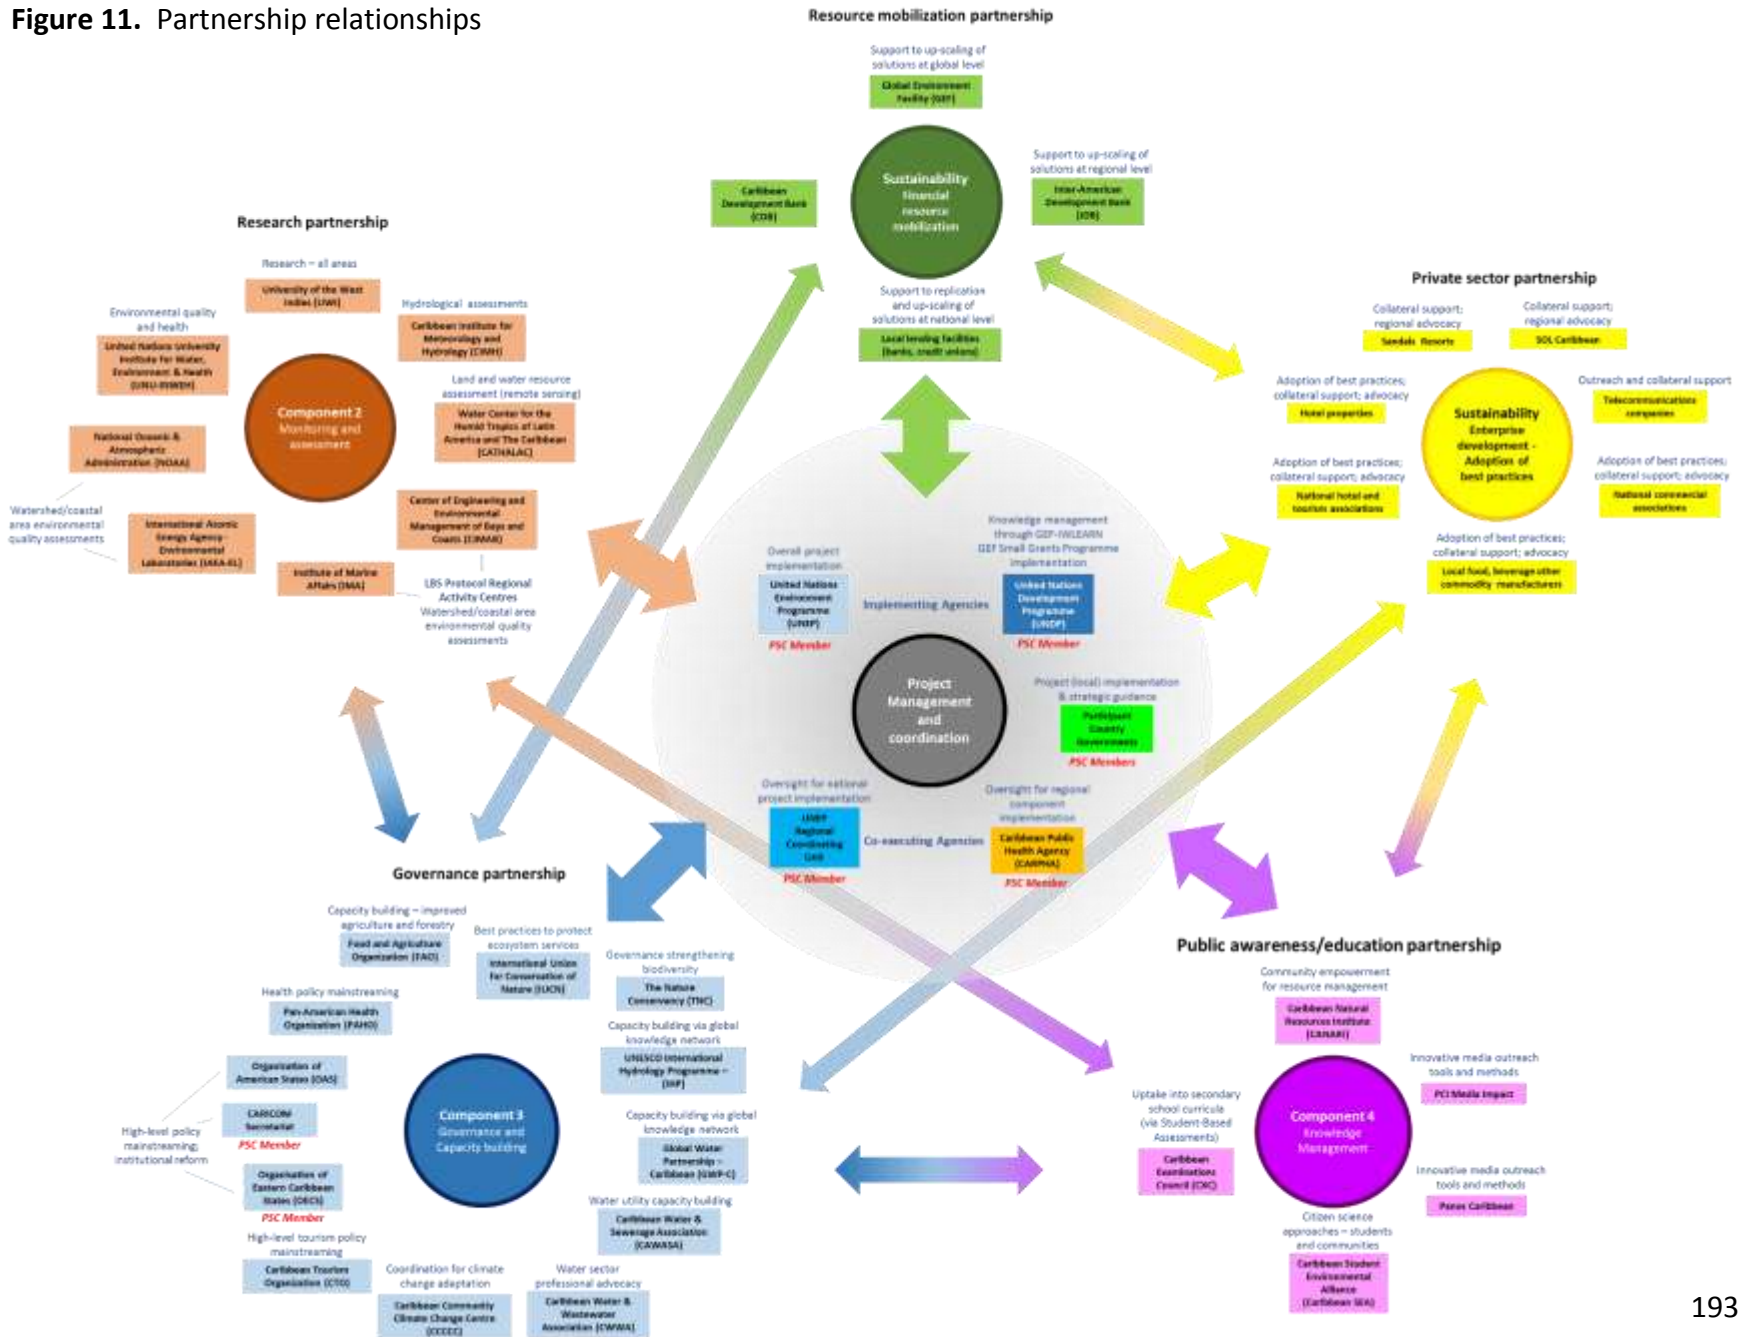 Figure 11.  Partnership relationships
Resource mobilization partnership
Support to up-scaling of
solutions at global level
Global Environment
Facility (GEF)
Sustainability
Financial
resource
mobilization
Caribbean
Development Bank
(CDB)
Support to up-scaling of
solutions at regional level
Inter-American
Development Bank
(IDB)
Support to replication
and up-scaling of
solutions at national level
Local lending facilities
(banks, credit unions)
Research partnership
Research – all areas
University of the West
Indies (UWI)
Environmental quality
and health
United Nations University
Institute for Water,
Environment & Health
(UNU-INWEH)
Hydrological assessments
Caribbean Institute for
Meteorology and
Hydrology (CIMH)
Component 2
Monitoring and
assessment
Land and water resource
assessment (remote sensing)
Water Center for the
Humid Tropics of Latin
America and The Caribbean
(CATHALAC)
National Oceanic &
Atmospheric
Administration (NOAA)
Watershed/coastal
area environmental
quality assessments
International Atomic
Energy Agency -
Environmental
Laboratories (IAEA-EL)
Center of Engineering and
Environmental
Management of Bays and
Coasts (CIMAB)
Institute of Marine
Affairs (IMA)
LBS Protocol Regional
Activity Centres
Watershed/coastal area
environmental quality
assessments
Private sector partnership
Collateral support;
regional advocacy
Sandals Resorts
Collateral support;
regional advocacy
SOL Caribbean
Adoption of best practices;
collateral support; advocacy
Hotel properties
Outreach and collateral support
Telecommunications
companies
Sustainability
Enterprise
development -
Adoption of
best practices
Adoption of best practices;
collateral support; advocacy
National hotel and
tourism associations
Adoption of best practices;
collateral support; advocacy
National commercial
associations
Adoption of best practices;
collateral support; advocacy
Local food, beverage other
commodity manufacturers
Overall project
implementation
United Nations
Environment
Programme
(UNEP)
PSC Member
Implementing Agencies
Knowledge management
through GEF-IWLEARN
GEF Small Grants Programme
implementation
United Nations
Development
Programme
(UNDP)
PSC Member
Project
Management
and
coordination
Project (local) implementation
& strategic guidance
Participant
Country
Governments
PSC Members
Oversight for national
project implementation
Regional
Coordinating
Unit
PSC Member
Co-executing Agencies
Oversight for regional
component
implementation
Caribbean Public
Health Agency
(CARPHA)
PSC Member
Governance partnership
Capacity building – improved
agriculture and forestry
Food and Agriculture
Organization (FAO)
Best practices to protect
ecosystem services
International Union
for Conservation of
Nature (IUCN)
Governance strengthening
biodiversity
The Nature
Conservancy (TNC)
Health policy mainstreaming
Pan-American Health
Organization (PAHO)
Capacity building via global
knowledge network
UNESCO International
Hydrology Programme –
(IHP)
Organization of
American States (OAS)
CARICOM
Secretariat
PSC Member
High-level policy
mainstreaming;
institutional reform
Organisation of
Eastern Caribbean
States (OECS)
PSC Member
Component 3
Governance and
Capacity building
Capacity building via global
knowledge network
Global Water
Partnership –
Caribbean (GWP-C)
Water utility capacity building
Caribbean Water &
Sewerage Association
(CAWASA)
High-level tourism policy
mainstreaming
Caribbean Tourism
Organization (CTO)
Coordination for climate
change adaptation
Caribbean Community
Climate Change Centre
(CCCCC)
Water sector
professional advocacy
Caribbean Water &
Wastewater
Association (CWWA)
Public awareness/education partnership
Community empowerment
for resource management
Caribbean Natural
Resources Institute
(CANARI)
Innovative media outreach
tools and methods
PCI Media Impact
Uptake into secondary
school curricula
(via Student-Based
Assessments)
Caribbean
Examinations
Council (CXC)
Component 4
Knowledge
Management
Innovative media outreach
tools and methods
Panos Caribbean
Citizen science
approaches – students
and communities
Caribbean Student
Environmental
Alliance
(Caribbean SEA)
193